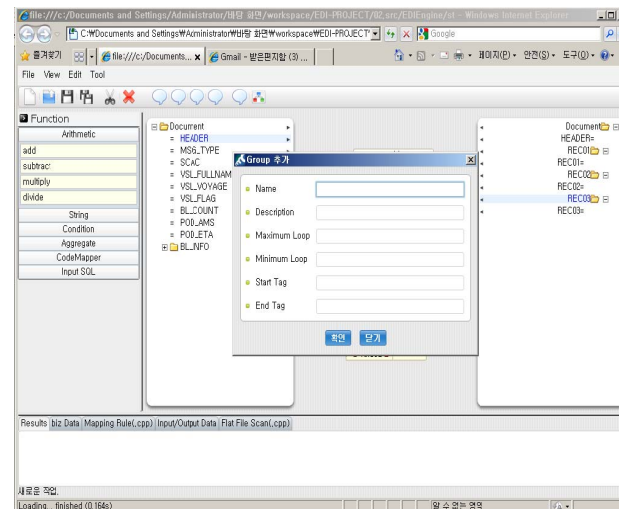 file:///c:/Documents and Settings/Administrator/바탕 화면/workspace/EDI-PROJECT/02.src/EDIEngine/st - Windows Internet Explorer
C:₩Documents and Settings₩Administrator₩바탕 화면₩workspace₩EDI-PROJECT₩
Google
즐겨찾기
file:///c:/Documents...
Gmail - 받은편지함 (3) ...
페이지(P)
안전(S)
도구(O)
File View Edit Tool
Function
Arithmetic
add
subtract
multiply
divide
String
Condition
Aggregate
CodeMapper
Input SQL
Document
HEADER
MSG_TYPE
SCAC
VSL_FULLNAM
VSL_VOYAGE
VSL_FLAG
BL_COUNT
POD_AMS
POD_ETA
BL_INFO
Group 추가
Name
Description
Maximum Loop
Minimum Loop
Start Tag
End Tag
확인 닫기
Document
HEADER=
REC01
REC01=
REC02
REC02=
REC03
REC03=
Results biz Data Mapping Rule(.cpp) Input/Output Data Flat File Scan(.cpp)
새로운 작업.
Loading... finished (0.164s)
알 수 없는 영역